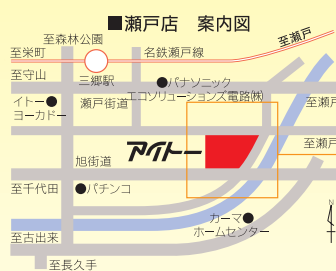 ■瀬戸店 案内図
至森林公園
至栄町
名鉄瀬戸線
至瀬戸
至守山
三郷駅
●パナソニック
エコソリューションズ電路㈱
イトー●
ヨーカドー
瀬戸街道
至瀬戸
アイトー
至瀬戸
旭街道
至千代田
●パチンコ
カーマ●
ホームセンター
至古出来
至長久手
N